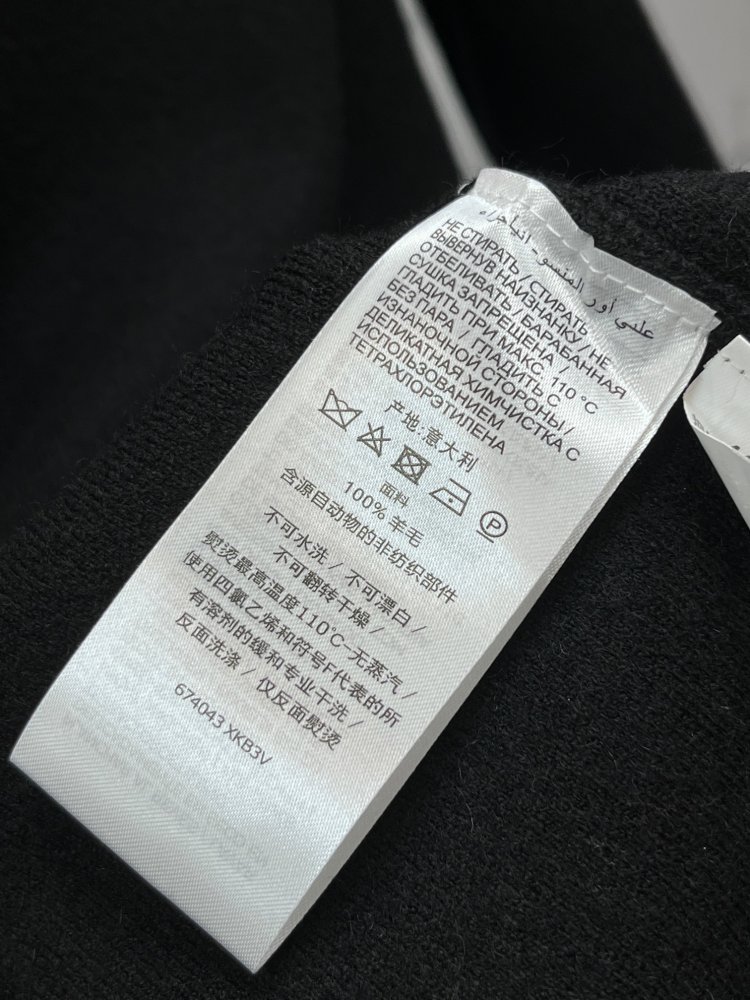 НЕ СТИРАТЬ / СТИРАТЬ
ВЫВЕРНУВ НАИЗНАНКУ / НЕ
ОТБЕЛИВАТЬ / БАРАБАННАЯ
СУШКА ЗАПРЕЩЕНА /
ГЛАДИТЬ ПРИ МАКС. 110 °C
БЕЗ ПАРА / ГЛАДИТЬ С
ИЗНАНОЧНОЙ СТОРОНЫ /
ДЕЛИКАТНАЯ ХИМЧИСТКА С
ИСПОЛЬЗОВАНИЕМ
ТЕТРАХЛОРЭТИЛЕНА
产地:意大利
P
面料
100% 羊毛
含源自动物的非纺织部件
不可水洗 / 不可漂白 /
不可翻转干燥 /
熨烫最高温度110°C-无蒸汽 /
使用四氯乙烯和符号F代表的所
有溶剂的缓和专业干洗 /
反面洗涤 / 仅反面熨烫
674043 XKB3V